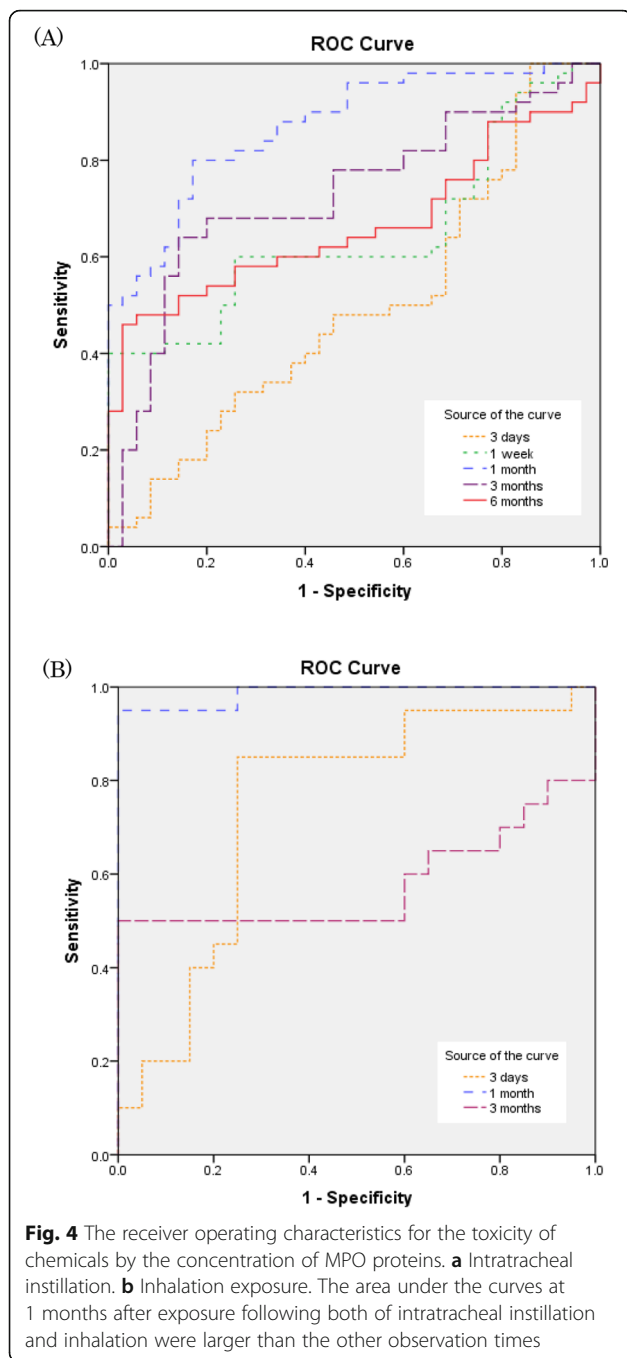 (A)
ROC Curve
1.0
0.8
0.6
0.4
0.2
0.0
Sensitivity
Source of the curve
3 days
1 week
1 month
3 months
6 months
0.0
0.2
0.4
0.6
0.8
1.0
1 - Specificity
(B)
ROC Curve
1.0
0.8
0.6
0.4
0.2
0.0
Sensitivity
Source of the curve
3 days
1 month
3 months
0.0
0.2
0.4
0.6
0.8
1.0
1 - Specificity
Fig. 4 The receiver operating characteristics for the toxicity of
chemicals by the concentration of MPO proteins. a Intratracheal
instillation. b Inhalation exposure. The area under the curves at
1 months after exposure following both of intratracheal instillation
and inhalation were larger than the other observation times